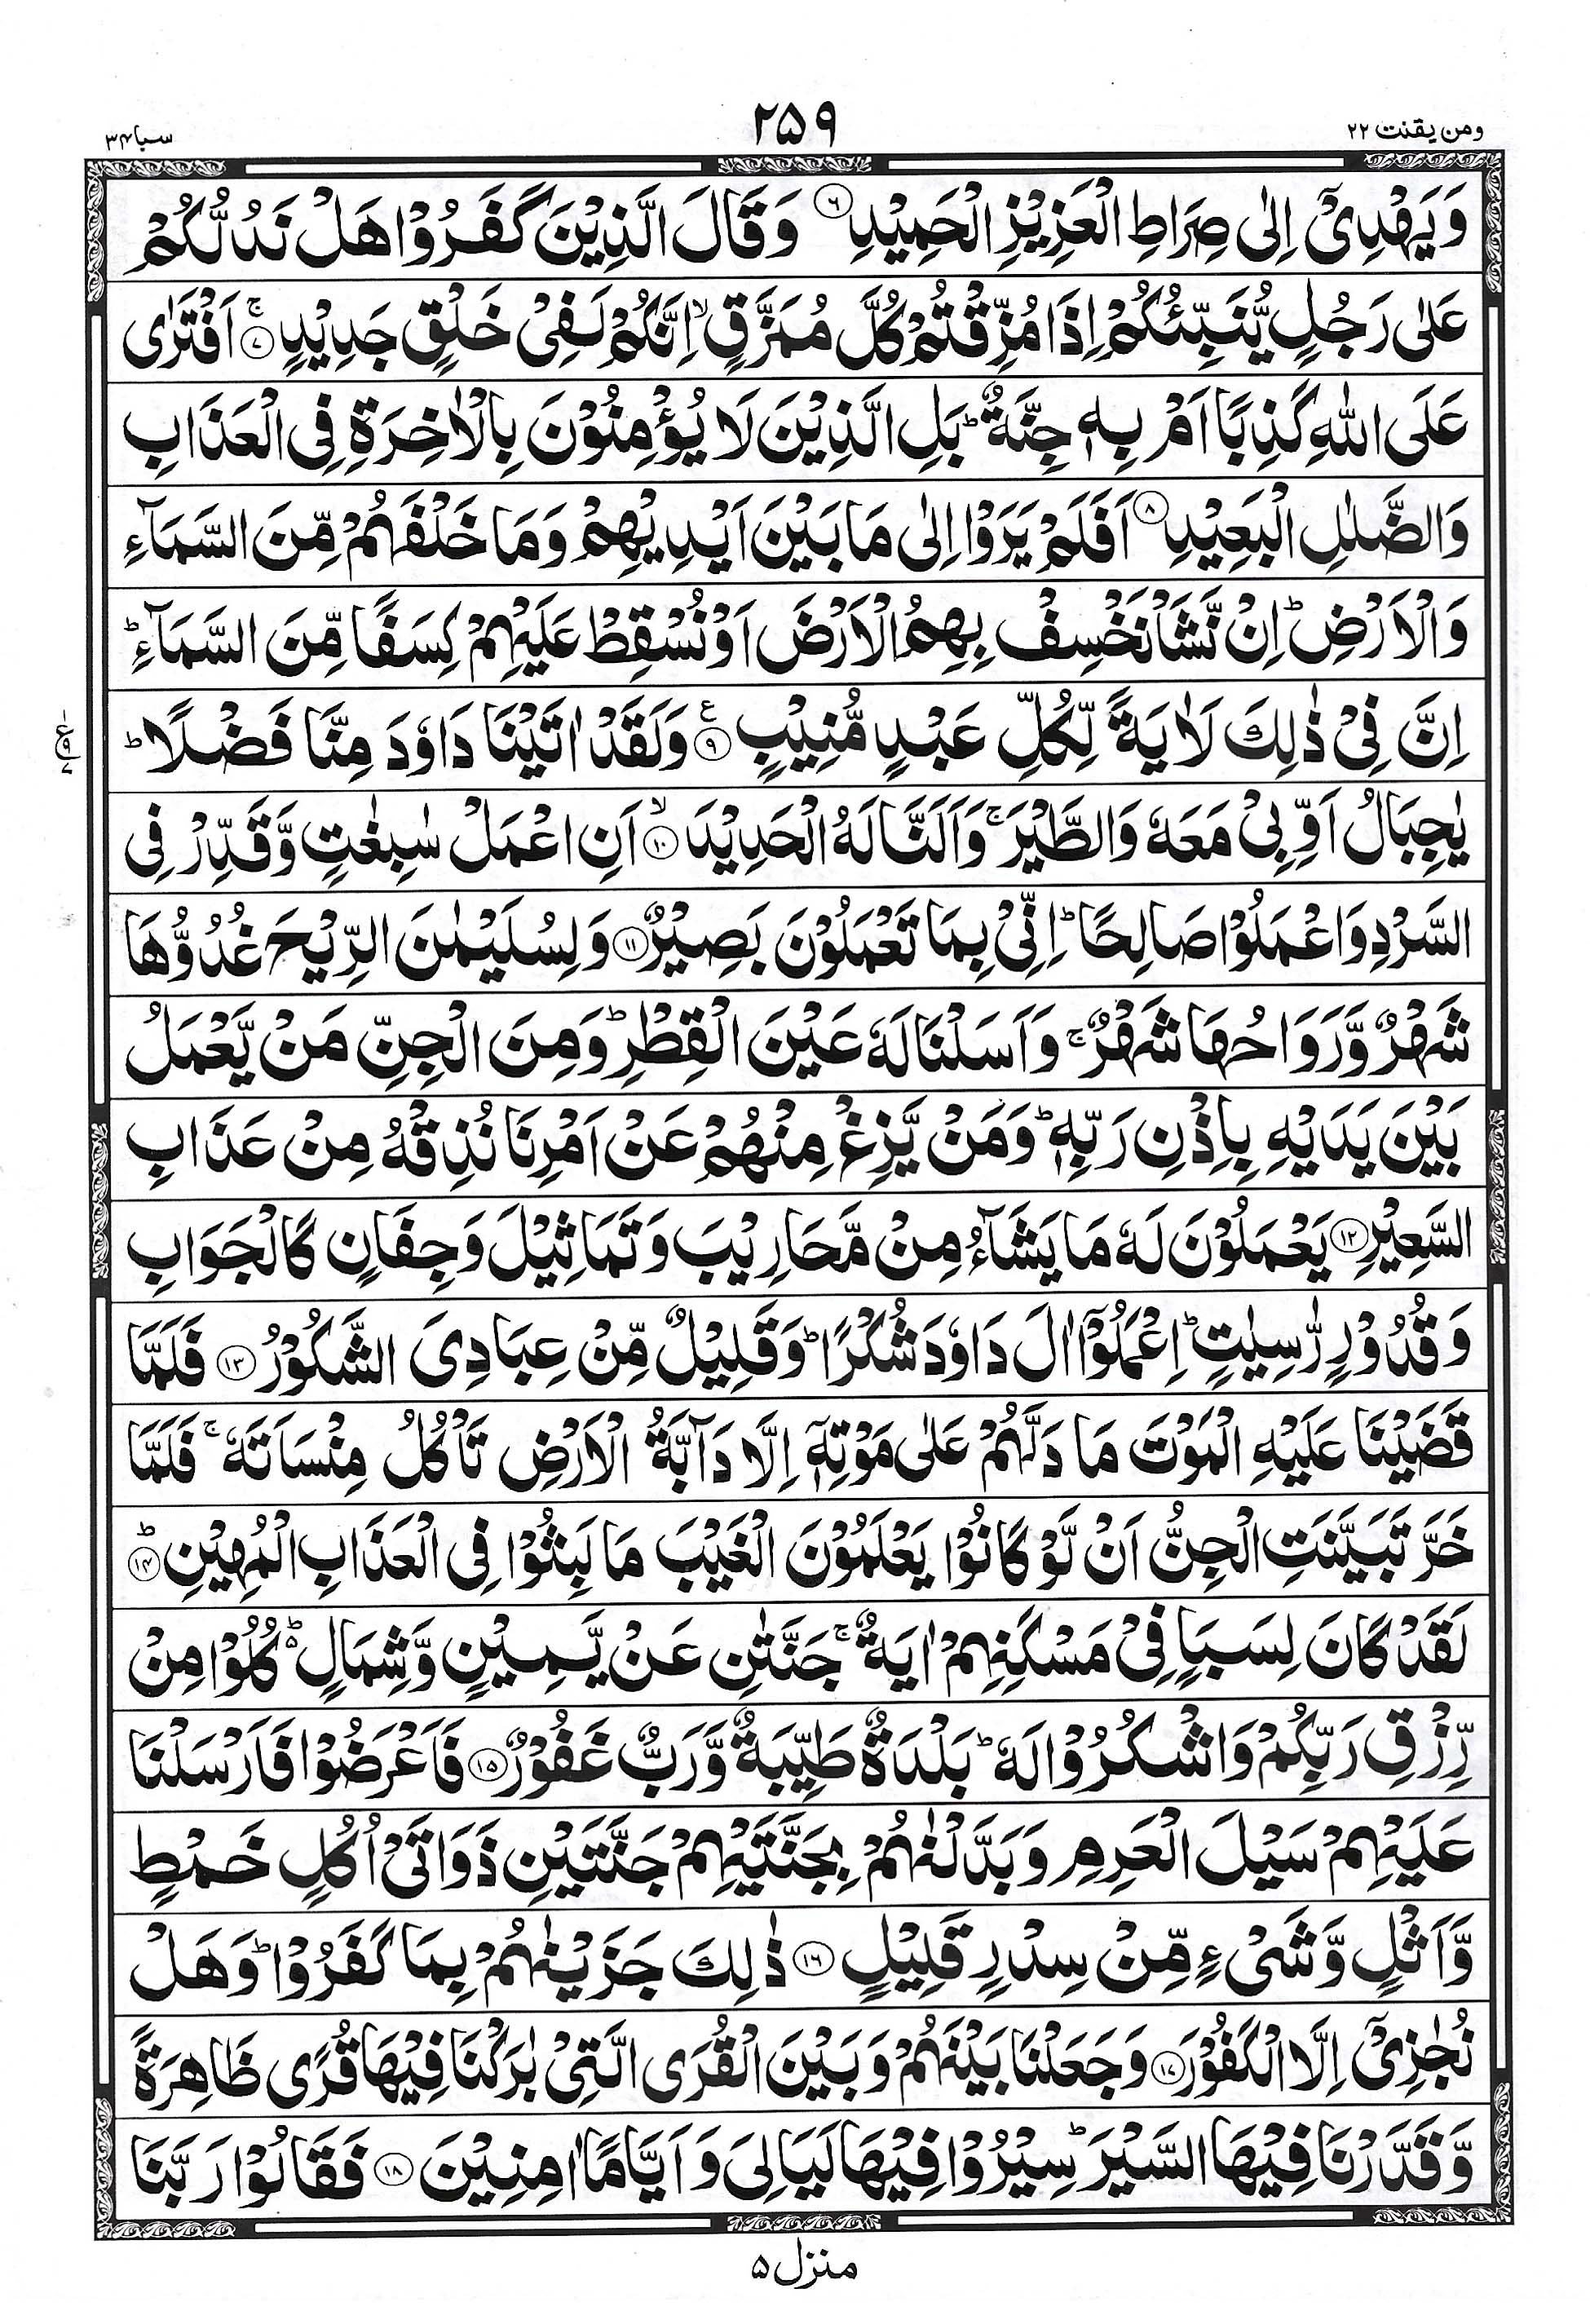 ومن يقنت ٢٢
٢٥٩
سبا ٣٤
وَيَهْدِيْٓ اِلٰى صِرَاطِ الْعَزِيْزِ الْحَمِيْدِ ﴿٦﴾ وَقَالَ الَّذِيْنَ كَفَرُوْا هَلْ نَدُلُّكُمْ
عَلٰى رَجُلٍ يُّنَبِّئُكُمْ اِذَا مُزِّقْتُمْ كُلَّ مُمَزَّقٍ ۙ اِنَّكُمْ لَفِيْ خَلْقٍ جَدِيْدٍ ۚ﴿٧﴾ اَفْتَرٰى
عَلَى اللّٰهِ كَذِبًا اَمْ بِهٖ جِنَّةٌ ؕ بَلِ الَّذِيْنَ لَا يُؤْمِنُوْنَ بِالْاٰخِرَةِ فِى الْعَذَابِ
وَالضَّلٰلِ الْبَعِيْدِ ﴿٨﴾ اَفَلَمْ يَرَوْا اِلٰى مَا بَيْنَ اَيْدِيْهِمْ وَمَا خَلْفَهُمْ مِّنَ السَّمَآءِ
وَالْاَرْضِ ؕ اِنْ نَّشَاْ نَخْسِفْ بِهِمُ الْاَرْضَ اَوْ نُسْقِطْ عَلَيْهِمْ كِسَفًا مِّنَ السَّمَآءِ ؕ
اِنَّ فِيْ ذٰلِكَ لَاٰيَةً لِّكُلِّ عَبْدٍ مُّنِيْبٍ ﴿٩﴾ ع وَلَقَدْ اٰتَيْنَا دَاوٗدَ مِنَّا فَضْلًا ؕ
يٰجِبَالُ اَوِّبِيْ مَعَهٗ وَالطَّيْرَ ۚ وَاَلَنَّا لَهُ الْحَدِيْدَ ۙ﴿١٠﴾ اَنِ اعْمَلْ سٰبِغٰتٍ وَّقَدِّرْ فِى
السَّرْدِ وَاعْمَلُوْا صَالِحًا ؕ اِنِّيْ بِمَا تَعْمَلُوْنَ بَصِيْرٌ ﴿١١﴾ وَلِسُلَيْمٰنَ الرِّيْحَ غُدُوُّهَا
شَهْرٌ وَّرَوَاحُهَا شَهْرٌ ۚ وَاَسَلْنَا لَهٗ عَيْنَ الْقِطْرِ ؕ وَمِنَ الْجِنِّ مَنْ يَّعْمَلُ
بَيْنَ يَدَيْهِ بِاِذْنِ رَبِّهٖ ؕ وَمَنْ يَّزِغْ مِنْهُمْ عَنْ اَمْرِنَا نُذِقْهُ مِنْ عَذَابِ
السَّعِيْرِ ﴿١٢﴾ يَعْمَلُوْنَ لَهٗ مَا يَشَآءُ مِنْ مَّحَارِيْبَ وَتَمَاثِيْلَ وَجِفَانٍ كَالْجَوَابِ
وَقُدُوْرٍ رّٰسِيٰتٍ ؕ اِعْمَلُوْٓا اٰلَ دَاوٗدَ شُكْرًا ؕ وَقَلِيْلٌ مِّنْ عِبَادِيَ الشَّكُوْرُ ﴿١٣﴾ فَلَمَّا
قَضَيْنَا عَلَيْهِ الْمَوْتَ مَا دَلَّهُمْ عَلٰى مَوْتِهٖٓ اِلَّا دَآبَّةُ الْاَرْضِ تَاْكُلُ مِنْسَاَتَهٗ ۚ فَلَمَّا
خَرَّ تَبَيَّنَتِ الْجِنُّ اَنْ لَّوْ كَانُوْا يَعْلَمُوْنَ الْغَيْبَ مَا لَبِثُوْا فِى الْعَذَابِ الْمُهِيْنِ ؕ﴿١٤﴾
لَقَدْ كَانَ لِسَبَاٍ فِيْ مَسْكَنِهِمْ اٰيَةٌ ۚ جَنَّتٰنِ عَنْ يَّمِيْنٍ وَّشِمَالٍ ؕ۬ كُلُوْا مِنْ
رِّزْقِ رَبِّكُمْ وَاشْكُرُوْا لَهٗ ؕ بَلْدَةٌ طَيِّبَةٌ وَّرَبٌّ غَفُوْرٌ ﴿١٥﴾ فَاَعْرَضُوْا فَاَرْسَلْنَا
عَلَيْهِمْ سَيْلَ الْعَرِمِ وَبَدَّلْنٰهُمْ بِجَنَّتَيْهِمْ جَنَّتَيْنِ ذَوَاتَيْ اُكُلٍ خَمْطٍ
وَّاَثْلٍ وَّشَيْءٍ مِّنْ سِدْرٍ قَلِيْلٍ ﴿١٦﴾ ذٰلِكَ جَزَيْنٰهُمْ بِمَا كَفَرُوْا ؕ وَهَلْ
نُجٰزِيْٓ اِلَّا الْكَفُوْرَ ﴿١٧﴾ وَجَعَلْنَا بَيْنَهُمْ وَبَيْنَ الْقُرَى الَّتِيْ بٰرَكْنَا فِيْهَا قُرًى ظَاهِرَةً
وَّقَدَّرْنَا فِيْهَا السَّيْرَ ؕ سِيْرُوْا فِيْهَا لَيَالِيَ وَاَيَّامًا اٰمِنِيْنَ ﴿١٨﴾ فَقَالُوْا رَبَّنَا
منزل ٥